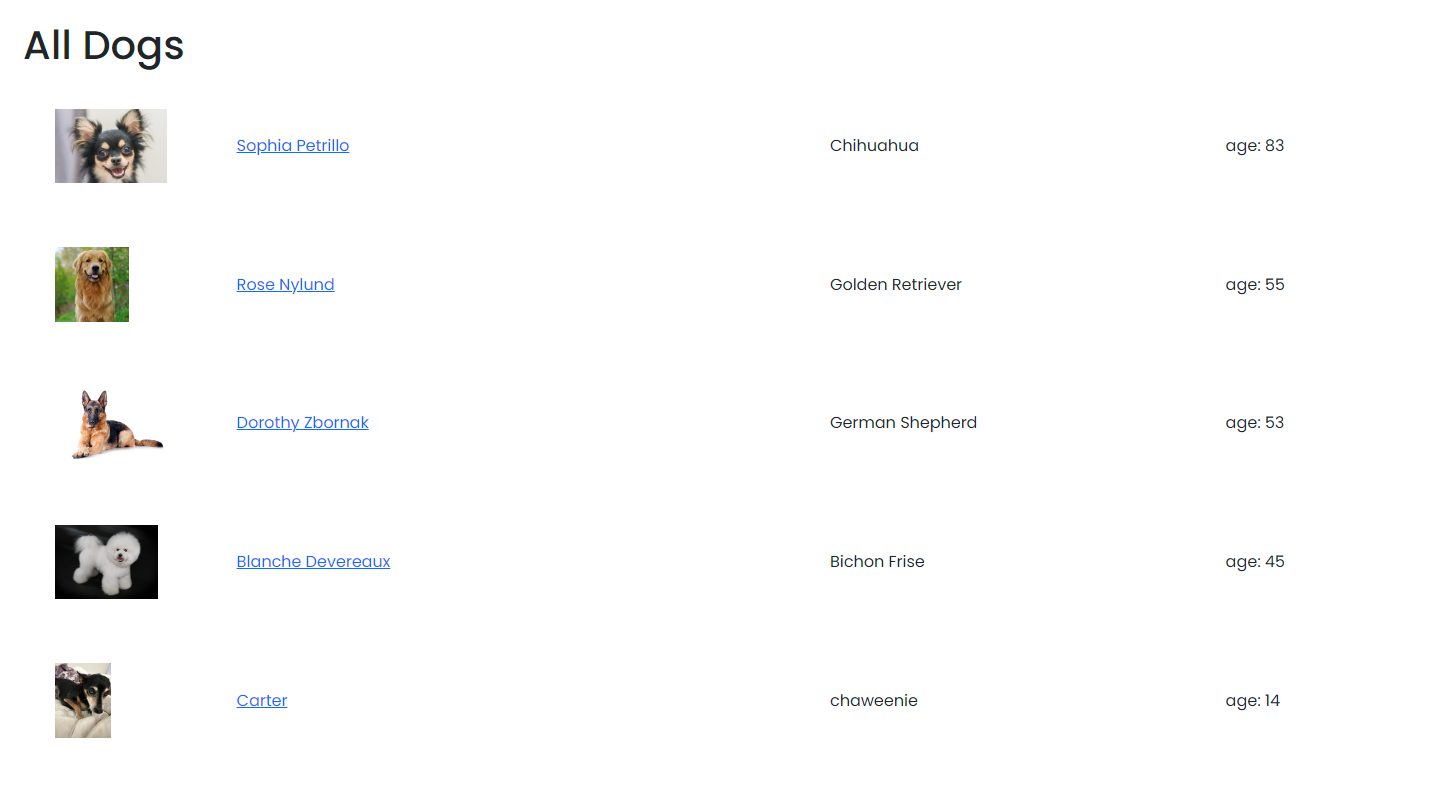 All Dogs
Sophia Petrillo Chihuahua age: 83
Rose Nylund Golden Retriever age: 55
Dorothy Zbornak German Shepherd age: 53
Blanche Devereaux Bichon Frise age: 45
Carter chaweenie age: 14